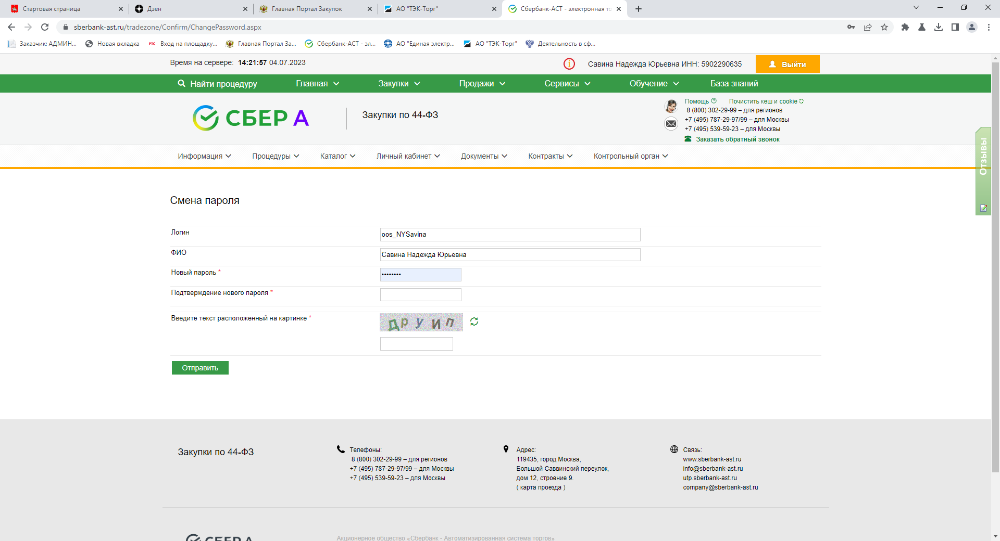 Стартовая страница
Дзен
Главная Портал Закупок
АО "ТЭК-Торг"
Сбербанк-АСТ - электронная то
sberbank-ast.ru/tradezone/Confirm/ChangePassword.aspx
Заказчик: АДМИН...
Новая вкладка
РТС Вход на площадку...
Главная Портал За...
Сбербанк-АСТ - эл...
АО "Единая электр...
АО "ТЭК-Торг"
Деятельность в сф...
Время на сервере: 14:21:57 04.07.2023
Савина Надежда Юрьевна ИНН: 5902290635
Выйти
Найти процедуру
Главная
Закупки
Продажи
Сервисы
Обучение
База знаний
СБЕР А
Закупки по 44-ФЗ
Помощь
Почистить кеш и cookie
8 (800) 302-29-99 – для регионов
+7 (495) 787-29-97/99 – для Москвы
+7 (495) 539-59-23 – для Москвы
Заказать обратный звонок
Отзывы
Информация
Процедуры
Каталог
Личный кабинет
Документы
Контракты
Контрольный орган
Смена пароля
Логин
oos_NYSavina
ФИО
Савина Надежда Юрьевна
Новый пароль *
••••••••
Подтверждение нового пароля *
Введите текст расположенный на картинке *
ДРУИП
Отправить
Закупки по 44-ФЗ
Телефоны:
8 (800) 302-29-99 – для регионов
+7 (495) 787-29-97/99 – для Москвы
+7 (495) 539-59-23 – для Москвы
Адрес:
119435, город Москва,
Большой Саввинский переулок,
дом 12, строение 9.
( карта проезда )
Связь:
www.sberbank-ast.ru
info@sberbank-ast.ru
utp.sberbank-ast.ru
company@sberbank-ast.ru
СБЕР А
Акционерное общество «Сбербанк - Автоматизированная система торгов»